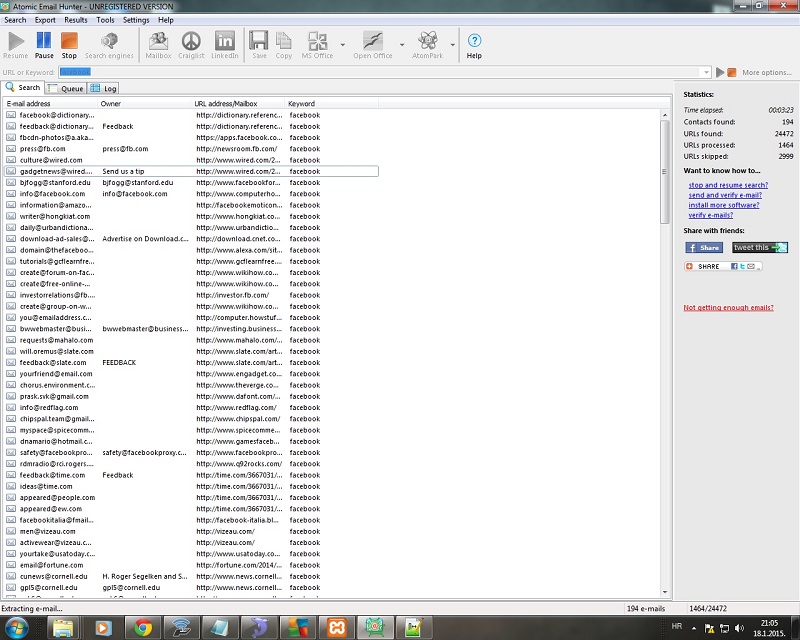 Atomic Email Hunter - UNREGISTERED VERSION
Search Export Results Tools Settings Help
Resume Pause Stop Search engines Mailbox Craiglist LinkedIn Save Copy MS Office Open Office AtomPark Help
URL or Keyword: facebook More options...
Search Queue Log
E-mail address Owner URL address/Mailbox Keyword
facebook@dictionary... http://dictionary.referenc... facebook
feedback@dictionary... Feedback http://dictionary.referenc... facebook
fbcdn-photos@a.aka... https://apps.facebook.co... facebook
press@fb.com press@fb.com http://newsroom.fb.com/ facebook
culture@wired.com http://www.wired.com/2... facebook
gadgetnews@wired.... Send us a tip http://www.wired.com/2... facebook
bjfogg@stanford.edu bjfogg@stanford.edu http://www.facebookfor... facebook
info@facebook.com info@facebook.com http://www.computerho... facebook
information@amazo... http://facebookemoticon... facebook
writer@hongkiat.com http://www.hongkiat.co... facebook
daily@urbandictiona... http://www.urbandictio... facebook
download-ad-sales@... Advertise on Download.c... http://download.cnet.co... facebook
domain@thefaceboo... http://www.alexa.com/sit... facebook
tutorials@gcflearnfree... http://www.gcflearnfree.... facebook
create@forum-on-fac... http://www.wikihow.co... facebook
create@free-online-... http://www.wikihow.co... facebook
investorrelations@fb.... http://investor.fb.com/ facebook
create@group-on-w... http://www.wikihow.co... facebook
you@emailaddress.c... http://computer.howstuf... facebook
bwwebmaster@busi... bwwebmaster@business... http://investing.business... facebook
requests@mahalo.com http://www.mahalo.com/... facebook
will.oremus@slate.com http://www.slate.com/art... facebook
feedback@slate.com FEEDBACK http://www.slate.com/art... facebook
yourfriend@email.com http://www.engadget.co... facebook
chorus.environment.c... http://www.theverge.co... facebook
prask.svk@gmail.com http://www.dafont.com/... facebook
info@redflag.com http://www.redflag.com/ facebook
chipspal.team@gmail... http://www.chipspal.com/ facebook
myspace@spicecomm... http://www.spicecomme... facebook
dnamario@hotmail.c... http://www.gamesfaceb... facebook
safety@facebookpro... safety@facebookproxy.c... http://www.facebookpro... facebook
rdmradio@rci.rogers.... http://www.q92rocks.com/ facebook
feedback@time.com Feedback http://time.com/3667031/... facebook
ideas@time.com http://time.com/3667031/... facebook
appeared@people.com http://time.com/3667031/... facebook
appeared@ew.com http://time.com/3667031/... facebook
facebookitalia@fmail... http://facebook-italia.bl... facebook
men@vizeau.com http://vizeau.com/ facebook
activewear@vizeau.c... http://vizeau.com/ facebook
yourtake@usatoday.c... http://www.usatoday.co... facebook
email@fortune.com http://fortune.com/2014/... facebook
cunews@cornell.edu H. Roger Segelken and S... http://www.news.cornell... facebook
gpl5@cornell.edu gpl5@cornell.edu http://www.news.cornell... facebook
Statistics:
Time elapsed: 00:03:23
Contacts found: 194
URLs found: 24472
URLs processed: 1464
URLs skipped: 2999
Want to know how to...
stop and resume search?
send and verify e-mail?
install more software?
verify e-mails?
Share with friends:
f Share tweet this
SHARE
Not getting enough emails?
Extracting e-mail... 194 e-mails 1464/24472
HR 21:05
18.1.2015.